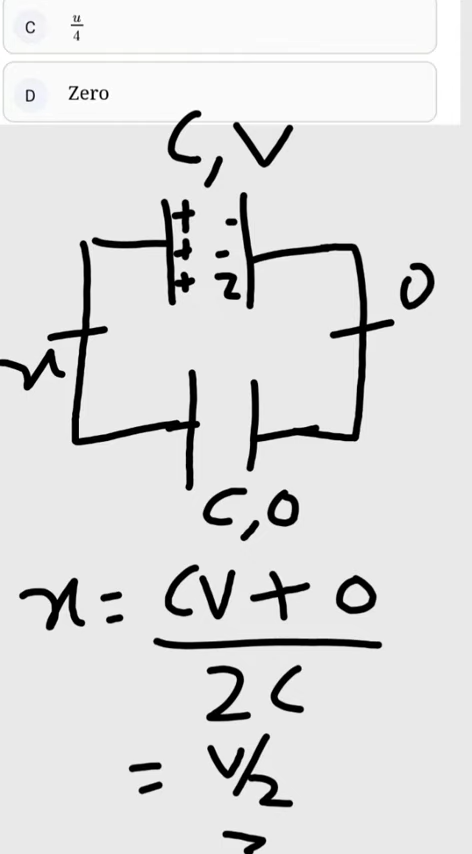 C u/4
D Zero
C, V
+ -
+ -
+ -
0
x
C, 0
x = CV + 0 / 2C
= V/2